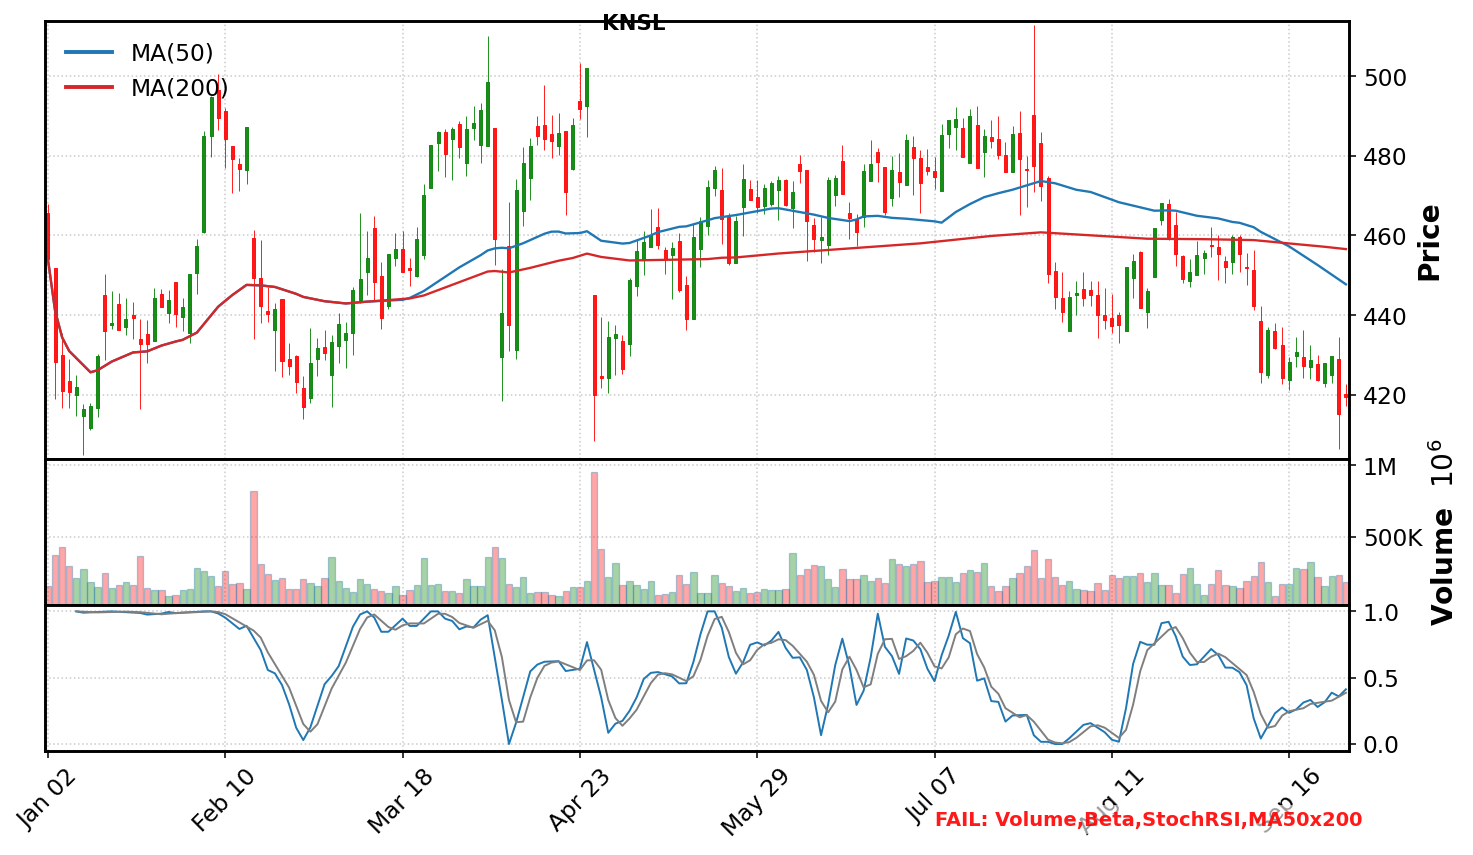 KNSL
MA(50)
MA(200)
500
480
460
440
420
Price
1M
500K
Volume 10^6
1.0
0.5
0.0
Jan 02
Feb 10
Mar 18
Apr 23
May 29
Jul 07
Aug 11
Sep 16
FAIL: Volume,Beta,StochRSI,MA50x200